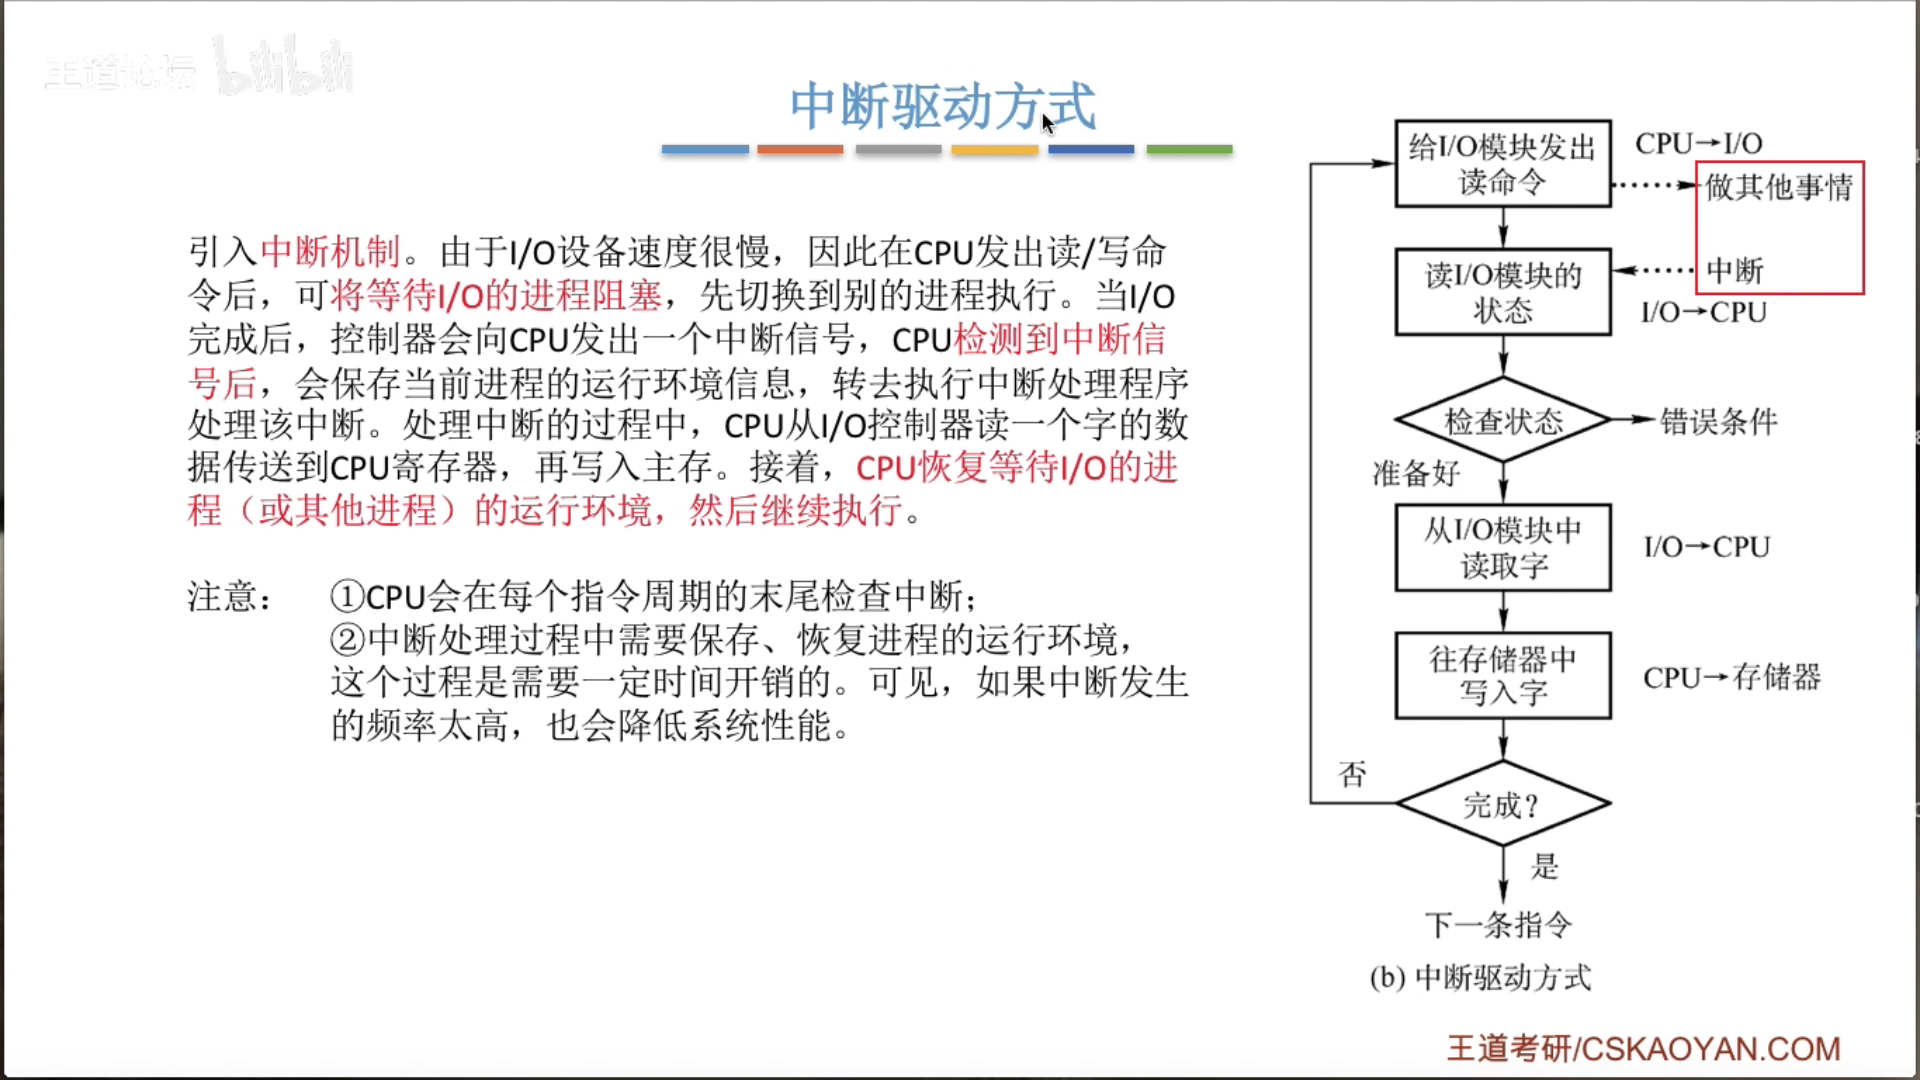 王道论坛 bilibili
中断驱动方式
引入中断机制。由于I/O设备速度很慢，因此在CPU发出读/写命
令后，可将等待I/O的进程阻塞，先切换到别的进程执行。当I/O
完成后，控制器会向CPU发出一个中断信号，CPU检测到中断信
号后，会保存当前进程的运行环境信息，转去执行中断处理程序
处理该中断。处理中断的过程中，CPU从I/O控制器读一个字的数
据传送到CPU寄存器，再写入主存。接着，CPU恢复等待I/O的进
程（或其他进程）的运行环境，然后继续执行。
注意： ①CPU会在每个指令周期的末尾检查中断；
②中断处理过程中需要保存、恢复进程的运行环境，
这个过程是需要一定时间开销的。可见，如果中断发生
的频率太高，也会降低系统性能。
给I/O模块发出
读命令
CPU→I/O
做其他事情
读I/O模块的
状态
中断
I/O→CPU
检查状态
错误条件
准备好
从I/O模块中
读取字
I/O→CPU
往存储器中
写入字
CPU→存储器
否
完成？
是
下一条指令
(b) 中断驱动方式
王道考研/CSKAOYAN.COM